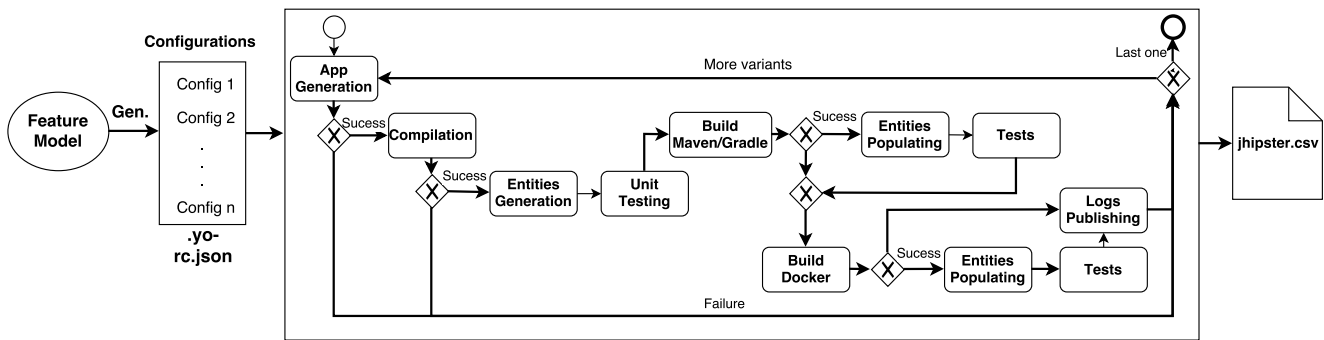 Configurations
Feature
Model
Gen.
Config 1
Config 2
.
.
.
Config n
.yo-
rc.json
App
Generation
Sucess
Compilation
Sucess
Entities
Generation
Unit
Testing
Build
Maven/Gradle
Sucess
Entities
Populating
Tests
Build
Docker
Sucess
Entities
Populating
Tests
Logs
Publishing
Failure
More variants
Last one
jhipster.csv
X
X
X
X
X
X